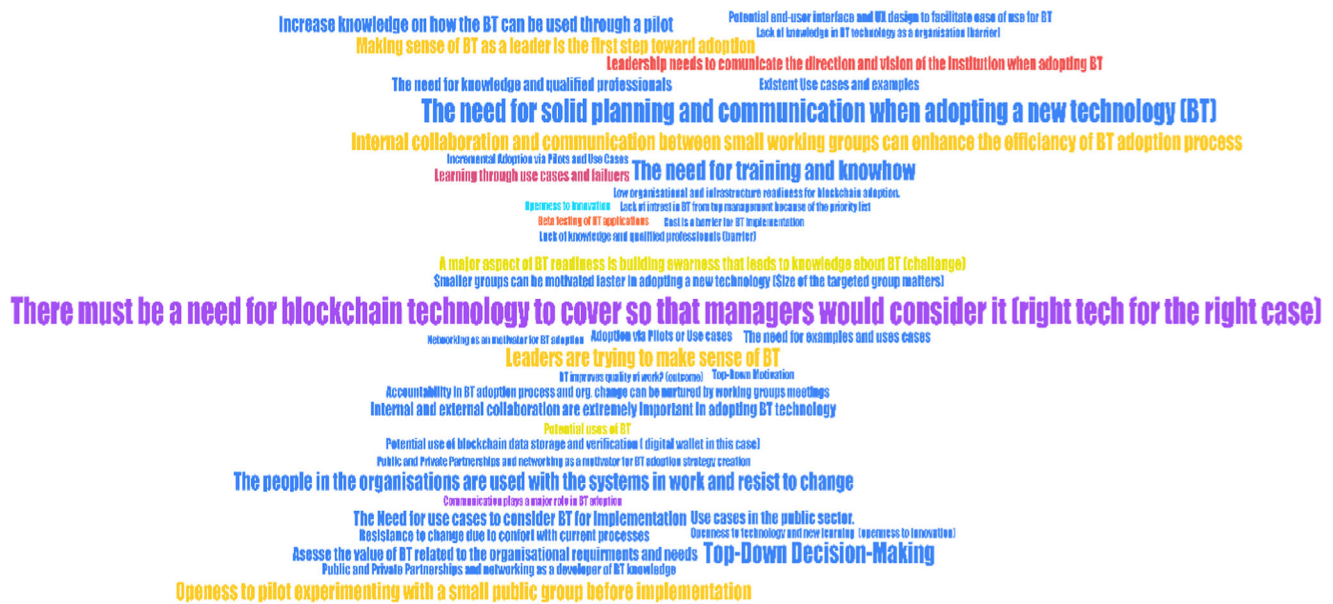 Increase knowledge on how the BT can be used through a pilot
Potential end-user interface and UX design to facilitate ease of use for BT
Lack of knowledge in BT technology as a organisation (barrier)
Making sense of BT as a leader is the first step toward adoption
Leadership needs to comunicate the direction and vision of the institution when adopting BT
The need for knowledge and qualified professionals
Existent Use cases and examples
The need for solid planning and communication when adopting a new technology (BT)
Internal collaboration and communication between small working groups can enhance the efficiancy of BT adoption process
Incremental Adoption via Pilots and Use Cases
Learning through use cases and failuers
The need for training and knowhow
Low organisational and infrastructure readiness for blockchain adoption.
Openness to innovation
Lack of intrest in BT from top management because of the priority list
Beta testing of BT applications
Cost is a barrier for BT implementation
Lack of knowledge and qualified professionals (barrier)
A major aspect of BT readiness is building awarness that leads to knowledge about BT (challange)
Smaller groups can be motivated faster in adopting a new technology (Size of the targeted group matters)
There must be a need for blockchain technology to cover so that managers would consider it (right tech for the right case)
Networking as an motivator for BT adoption
Adoption via Pilots or Use cases
The need for examples and uses cases
Leaders are trying to make sense of BT
BT improves quality of work? (outcome)
Top-Down Motivation
Accountability in BT adoption process and org. change can be nurtured by working groups meetings
Internal and external collaboration are extremely important in adopting BT technology
Potential uses of BT
Potential use of blockchain data storage and verification ( digital wallet in this case)
Public and Private Partnerships and networking as a motivator for BT adoption strategy creation
The people in the organisations are used with the systems in work and resist to change
Communication plays a major role in BT adoption
The Need for use cases to consider BT for implementation
Use cases in the public sector.
Resistance to change due to confort with current processes
Openness to technology and new learning (openness to innovation)
Asesse the value of BT related to the organisational requirments and needs
Top-Down Decision-Making
Public and Private Partnerships and networking as a developer of BT knowledge
Openess to pilot experimenting with a small public group before implementation